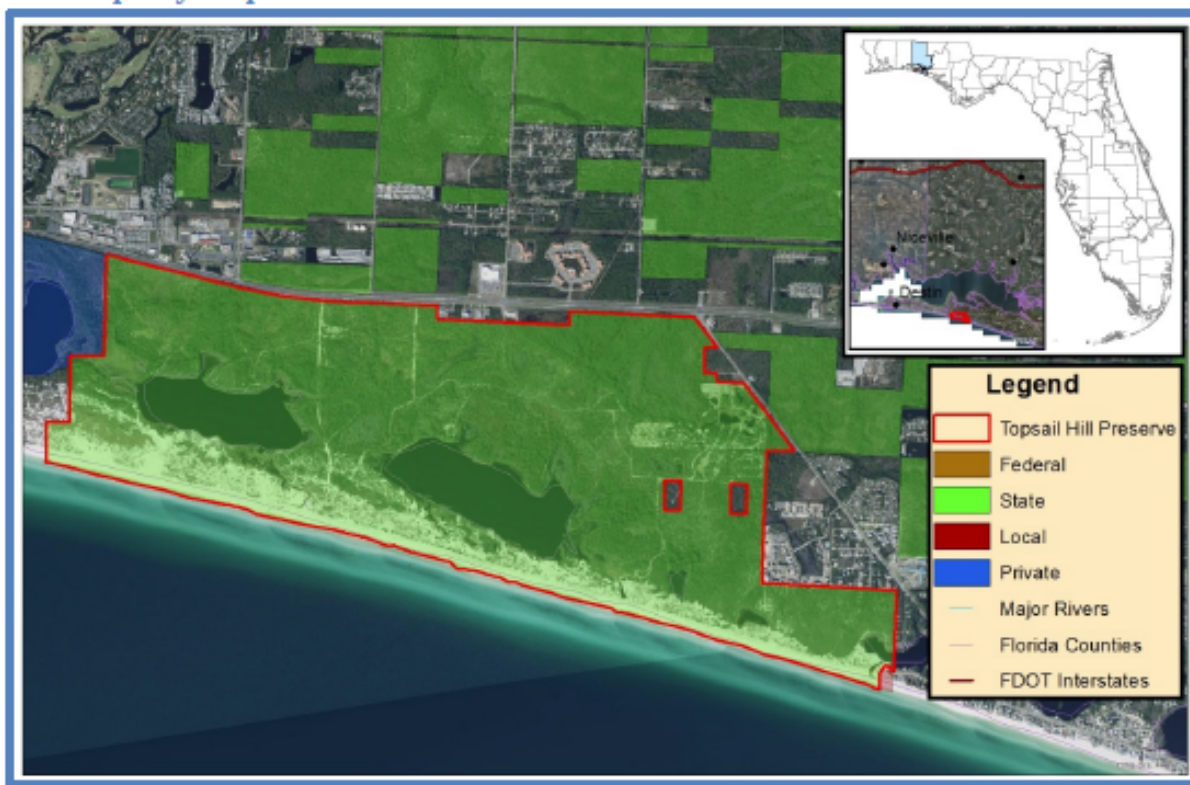 Niceville
Destin
Legend
Topsail Hill Preserve
Federal
State
Local
Private
Major Rivers
Florida Counties
FDOT Interstates